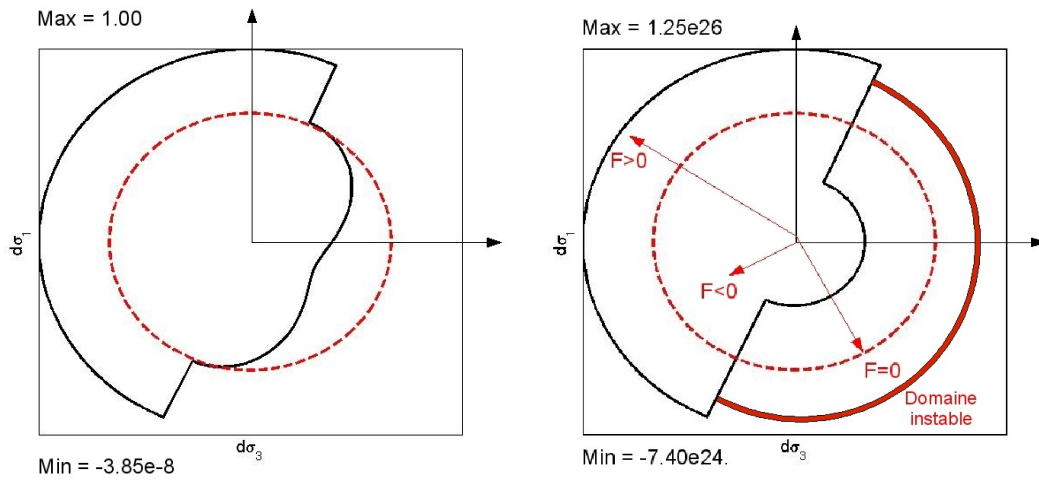 Max = 1.00
dσ1
dσ3
Min = -3.85e-8
Max = 1.25e26
F>0
F<0
F=0
dσ1
Domaine
instable
dσ3
Min = -7.40e24.